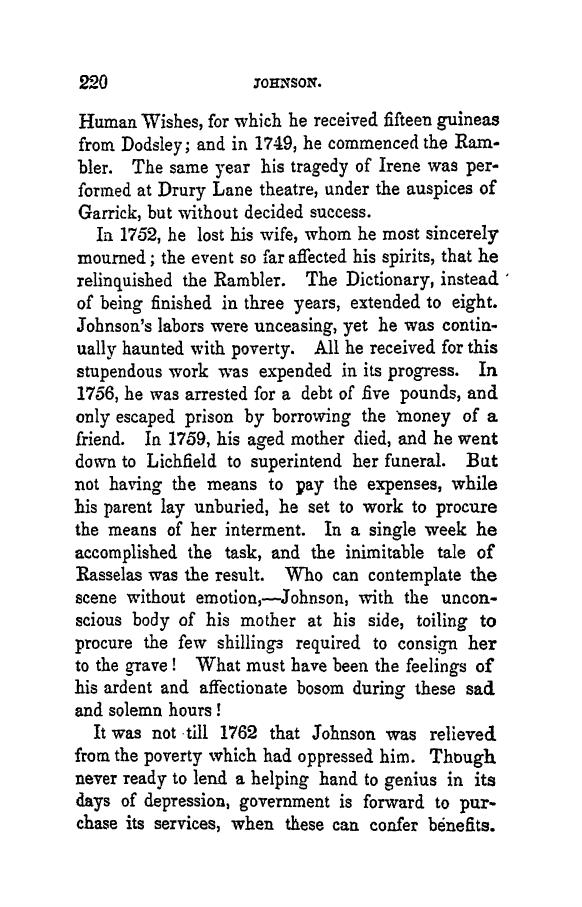 220 JOHNSON.
Human Wishes, for which he received fifteen guineas
from Dodsley; and in 1749, he commenced the Ram-
bler. The same year his tragedy of Irene was per-
formed at Drury Lane theatre, under the auspices of
Garrick, but without decided success.
In 1752, he lost his wife, whom he most sincerely
mourned; the event so far affected his spirits, that he
relinquished the Rambler. The Dictionary, instead
of being finished in three years, extended to eight.
Johnson's labors were unceasing, yet he was contin-
ually haunted with poverty. All he received for this
stupendous work was expended in its progress. In
1756, he was arrested for a debt of five pounds, and
only escaped prison by borrowing the money of a
friend. In 1759, his aged mother died, and he went
down to Lichfield to superintend her funeral. But
not having the means to pay the expenses, while
his parent lay unburied, he set to work to procure
the means of her interment. In a single week he
accomplished the task, and the inimitable tale of
Rasselas was the result. Who can contemplate the
scene without emotion,—Johnson, with the uncon-
scious body of his mother at his side, toiling to
procure the few shillings required to consign her
to the grave! What must have been the feelings of
his ardent and affectionate bosom during these sad
and solemn hours!
It was not till 1762 that Johnson was relieved
from the poverty which had oppressed him. Though
never ready to lend a helping hand to genius in its
days of depression, government is forward to pur-
chase its services, when these can confer benefits.